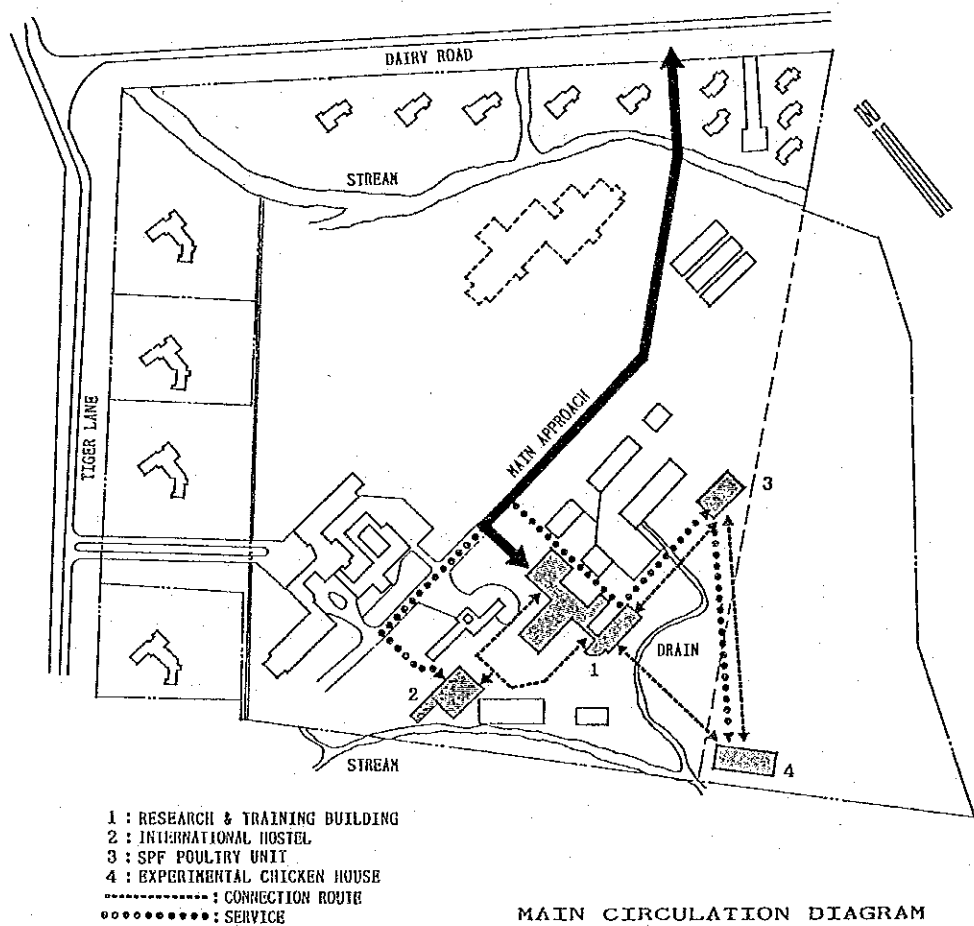 DAIRY ROAD
STREAM
TIGER LANE
MAIN APPROACH
3
DRAIN
1
2
4
STREAM
1 : RESEARCH & TRAINING BUILDING
2 : INTERNATIONAL HOSTEL
3 : SPF POULTRY UNIT
4 : EXPERIMENTAL CHICKEN HOUSE
: CONNECTION ROUTE
: SERVICE
MAIN CIRCULATION DIAGRAM